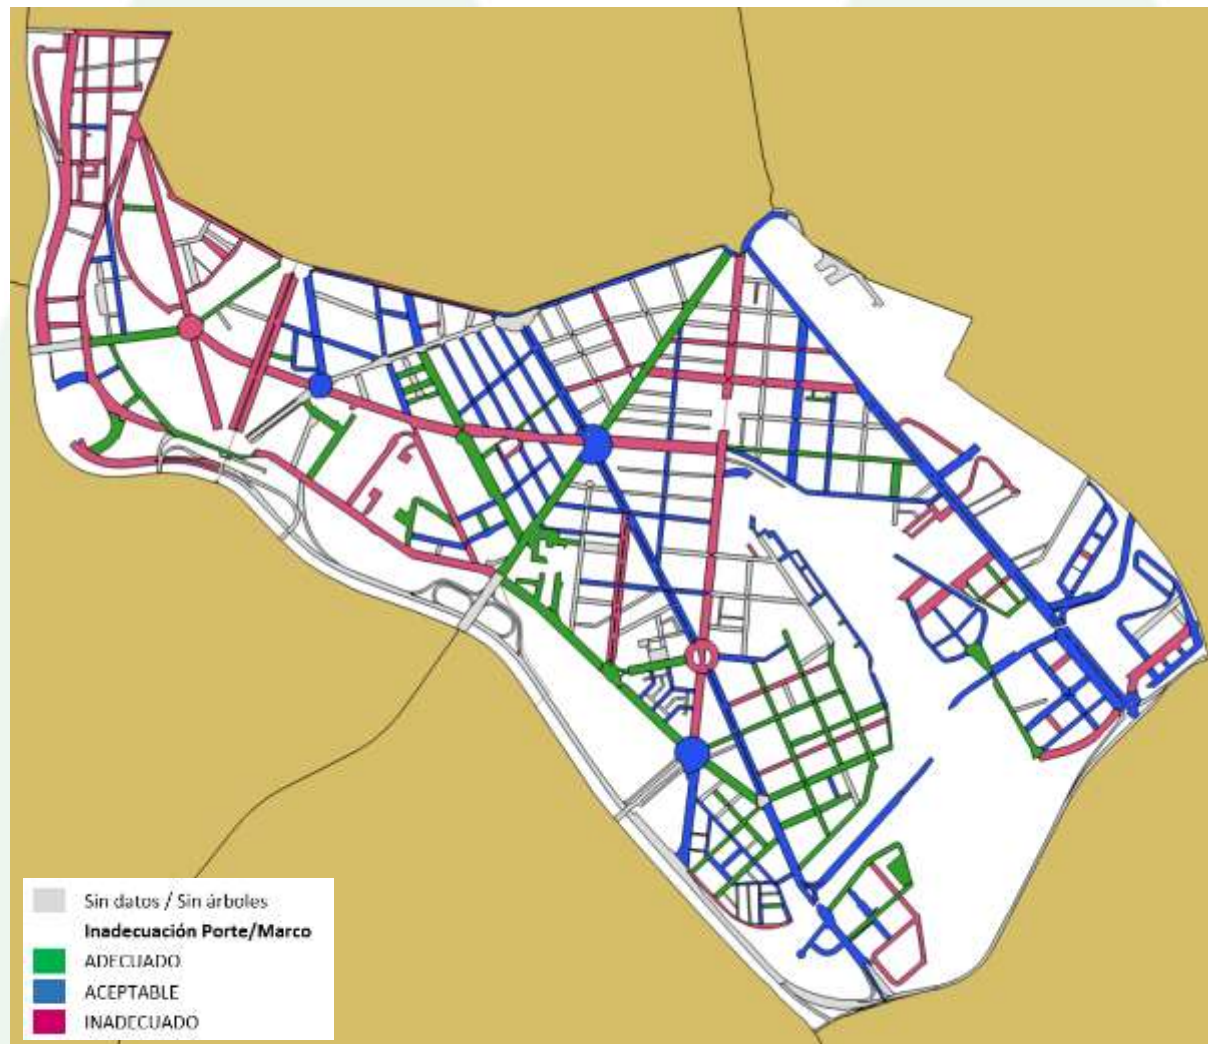 Sin datos / Sin árboles
Inadecuación Porte/Marco
ADECUADO
ACEPTABLE
INADECUADO